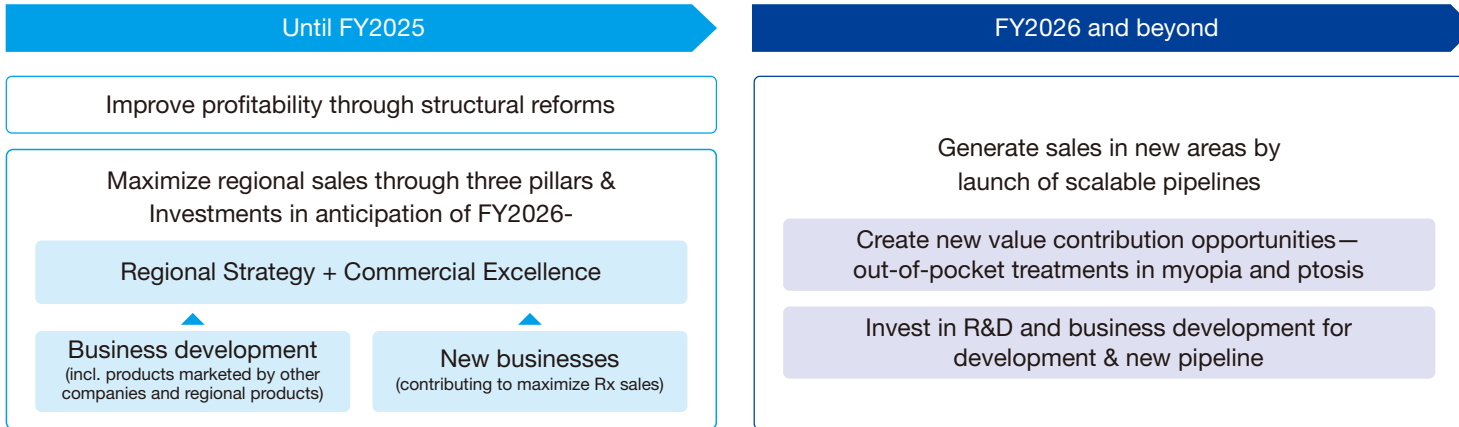 Until FY2025
Improve profitability through structural reforms
Maximize regional sales through three pillars &
Investments in anticipation of FY2026-
Regional Strategy + Commercial Excellence
Business development
(incl. products marketed by other
companies and regional products)
New businesses
(contributing to maximize Rx sales)
FY2026 and beyond
Generate sales in new areas by
launch of scalable pipelines
Create new value contribution opportunities—
out-of-pocket treatments in myopia and ptosis
Invest in R&D and business development for
development & new pipeline